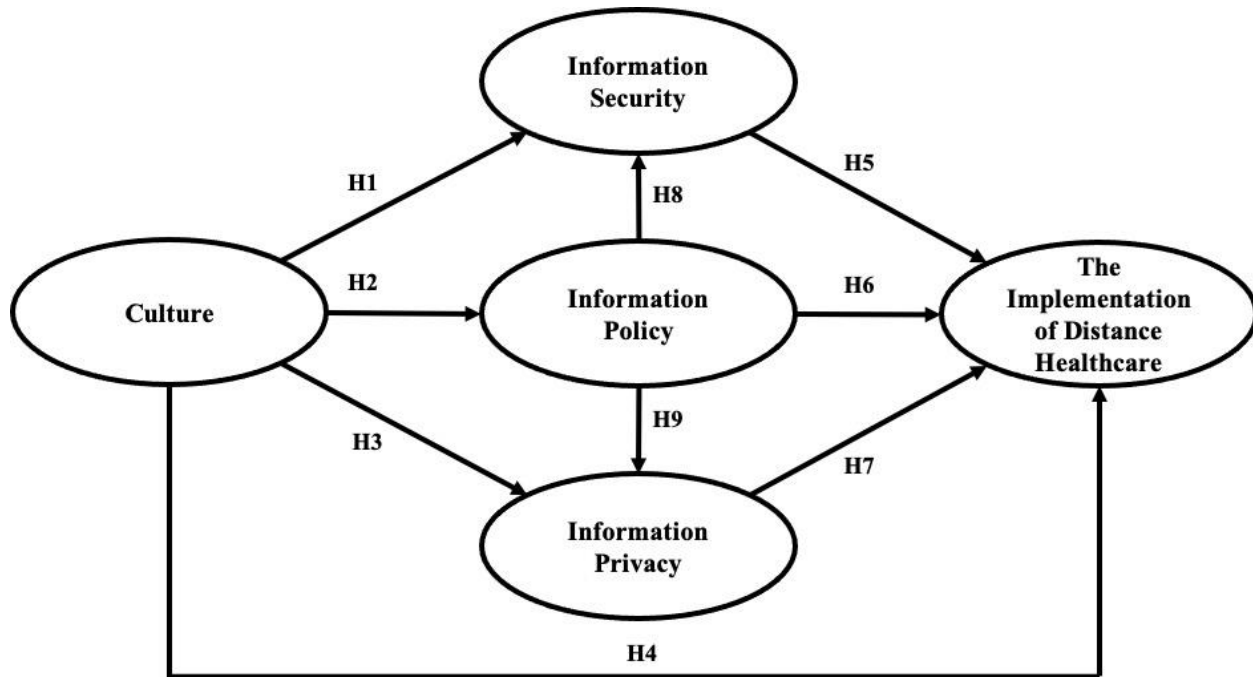 Information
Security
H1
H5
H8
Culture
H2
Information
Policy
H6
The
Implementation
of Distance
Healthcare
H3
H9
H7
Information
Privacy
H4